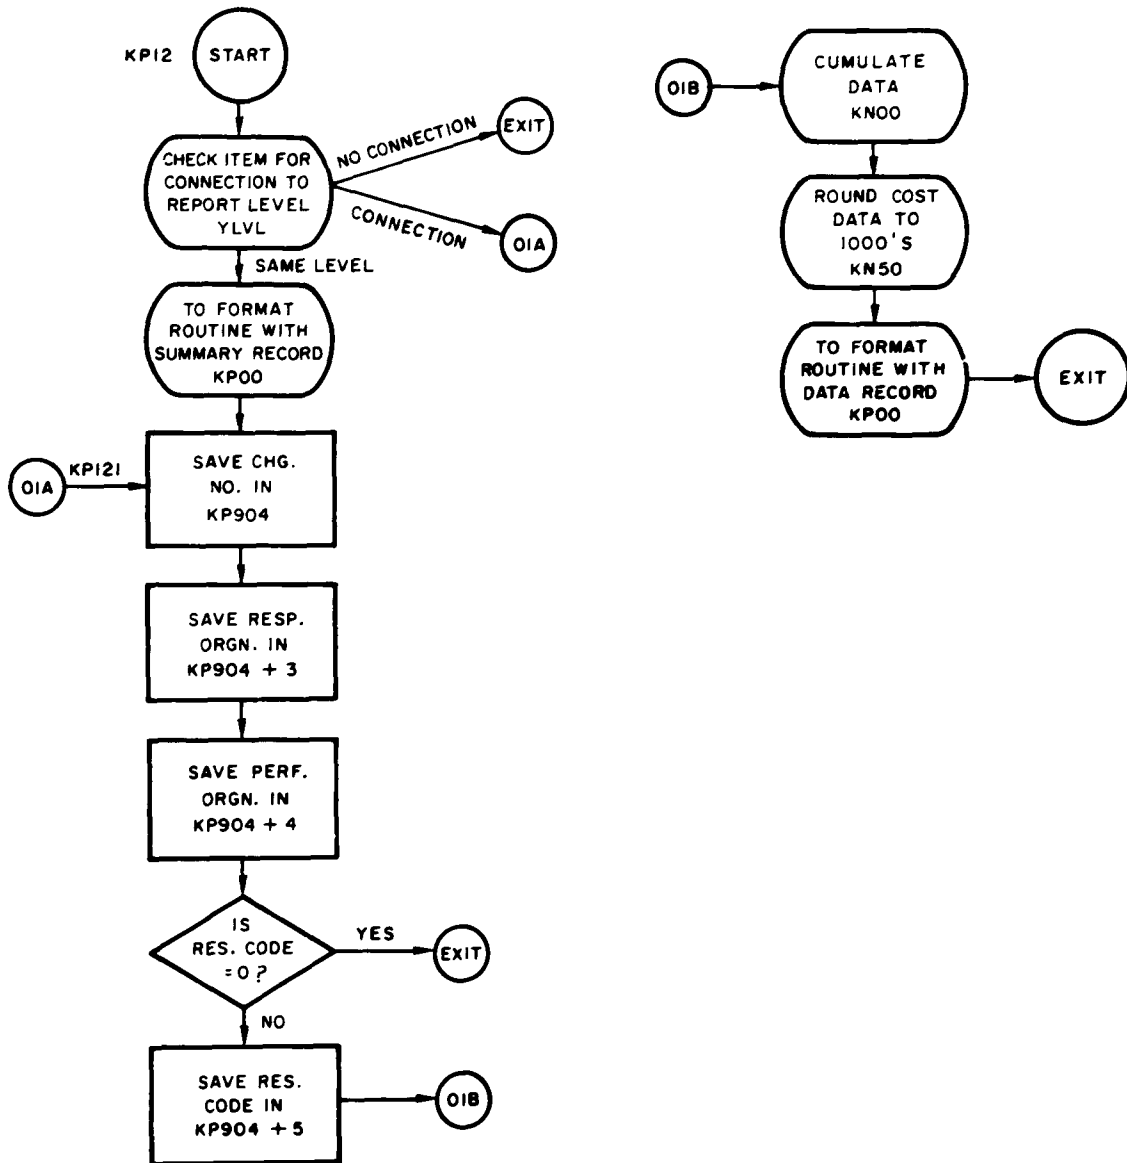 KP12
START
CHECK ITEM FOR
CONNECTION TO
REPORT LEVEL
YLVL
NO CONNECTION
EXIT
CONNECTION
01A
SAME LEVEL
TO FORMAT
ROUTINE WITH
SUMMARY RECORD
KP00
01A
KP121
SAVE CHG.
NO. IN
KP904
SAVE RESP.
ORGN. IN
KP904 + 3
SAVE PERF.
ORGN. IN
KP904 + 4
IS
RES. CODE
=0?
YES
EXIT
NO
SAVE RES.
CODE IN
KP904 + 5
01B
01B
CUMULATE
DATA
KN00
ROUND COST
DATA TO
1000'S
KN50
TO FORMAT
ROUTINE WITH
DATA RECORD
KP00
EXIT